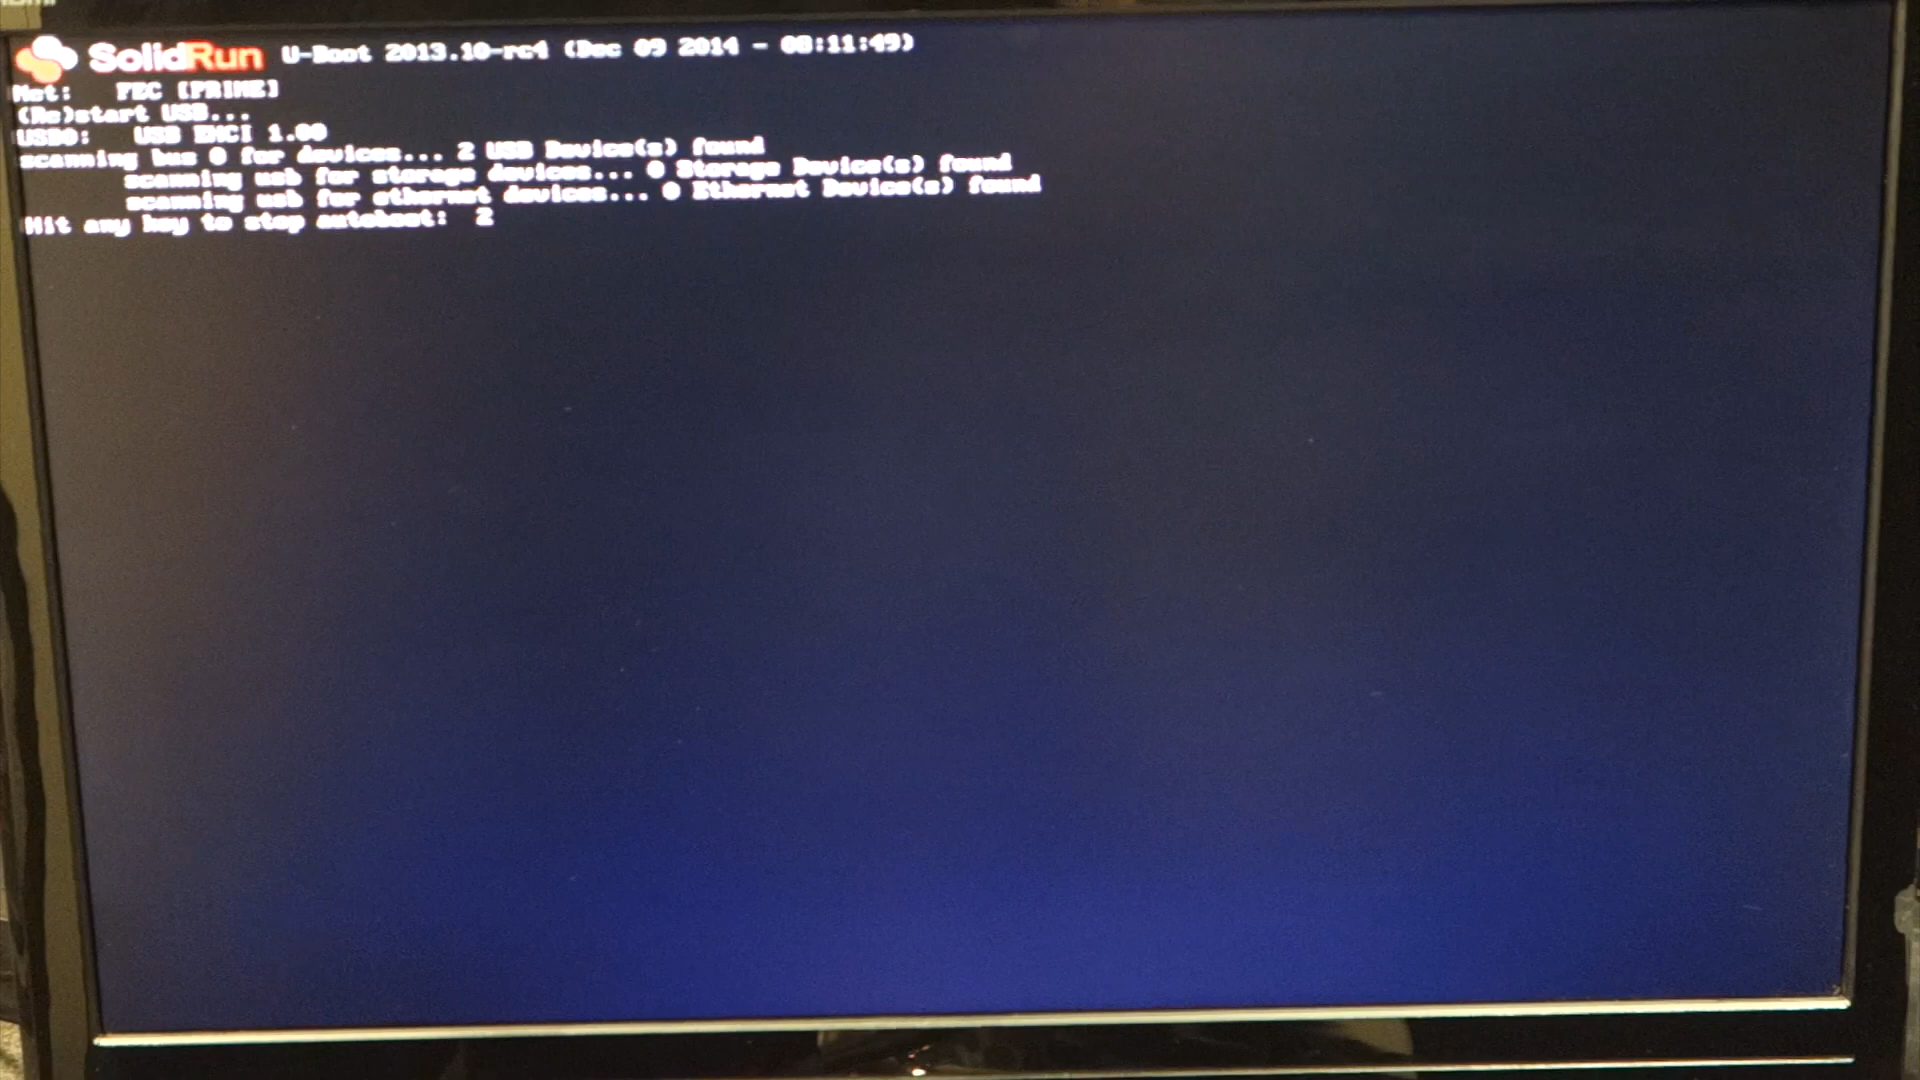 SolidRun U-Boot 2013.10-rc4 (Dec 09 2014 - 08:11:49)
Net:   FEC [PRIME]
(Re)start USB...
USB0:   USB EHCI 1.00
scanning bus 0 for devices... 2 USB Device(s) found
       scanning usb for storage devices... 0 Storage Device(s) found
       scanning usb for ethernet devices... 0 Ethernet Device(s) found
Hit any key to stop autoboot:  2